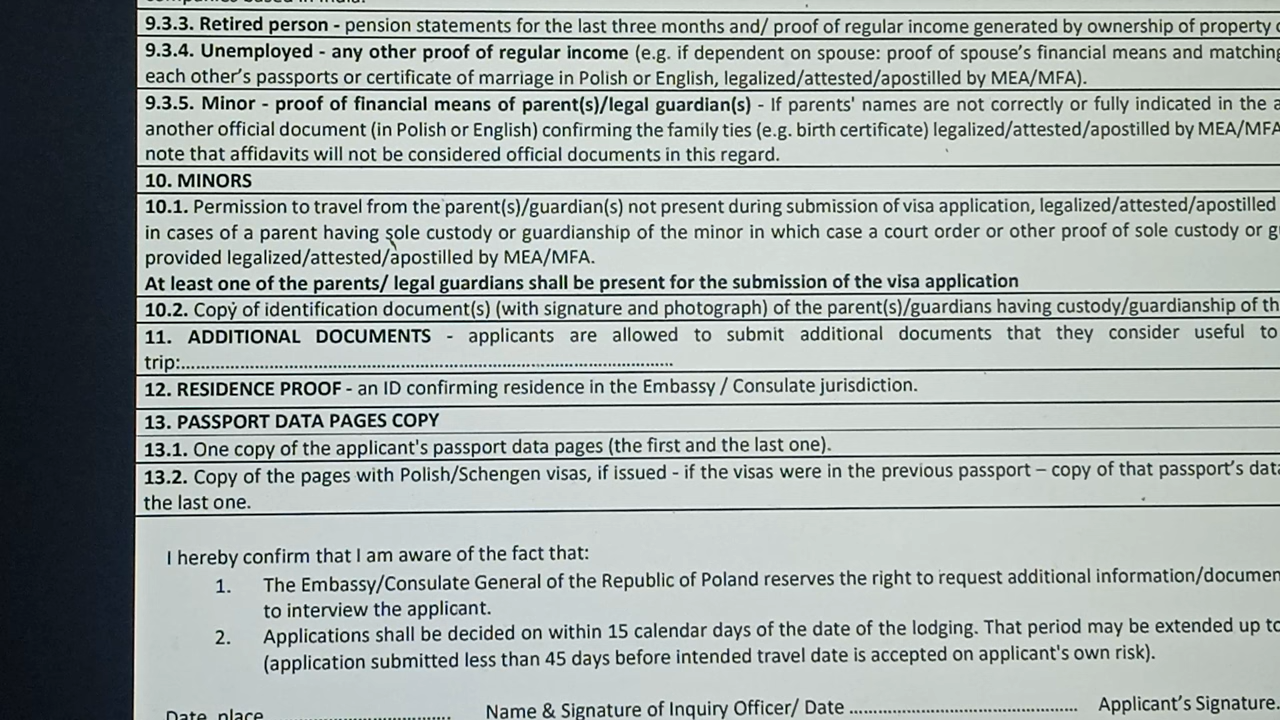 9.3.3. Retired person - pension statements for the last three months and/ proof of regular income generated by ownership of property
9.3.4. Unemployed - any other proof of regular income (e.g. if dependent on spouse: proof of spouse's financial means and matching
each other's passports or certificate of marriage in Polish or English, legalized/attested/apostilled by MEA/MFA).
9.3.5. Minor - proof of financial means of parent(s)/legal guardian(s) - If parents' names are not correctly or fully indicated in the
another official document (in Polish or English) confirming the family ties (e.g. birth certificate) legalized/attested/apostilled by MEA/MFA
note that affidavits will not be considered official documents in this regard.
10. MINORS
10.1. Permission to travel from the parent(s)/guardian(s) not present during submission of visa application, legalized/attested/apostilled
in cases of a parent having sole custody or guardianship of the minor in which case a court order or other proof of sole custody or
provided legalized/attested/apostilled by MEA/MFA.
At least one of the parents/ legal guardians shall be present for the submission of the visa application
10.2. Copy of identification document(s) (with signature and photograph) of the parent(s)/guardians having custody/guardianship of
11. ADDITIONAL DOCUMENTS - applicants are allowed to submit additional documents that they consider useful to
trip:....................................................................................
12. RESIDENCE PROOF - an ID confirming residence in the Embassy / Consulate jurisdiction.
13. PASSPORT DATA PAGES COPY
13.1. One copy of the applicant's passport data pages (the first and the last one).
13.2. Copy of the pages with Polish/Schengen visas, if issued - if the visas were in the previous passport – copy of that passport's data
the last one.
I hereby confirm that I am aware of the fact that:
1. The Embassy/Consulate General of the Republic of Poland reserves the right to request additional
to interview the applicant.
2. Applications shall be decided on within 15 calendar days of the date of the lodging. That period may be extended up to
(application submitted less than 45 days before intended travel date is accepted on applicant's own risk).
Date, place .............................. Name & Signature of Inquiry Officer/ Date ....................................... Applicant's Signature.